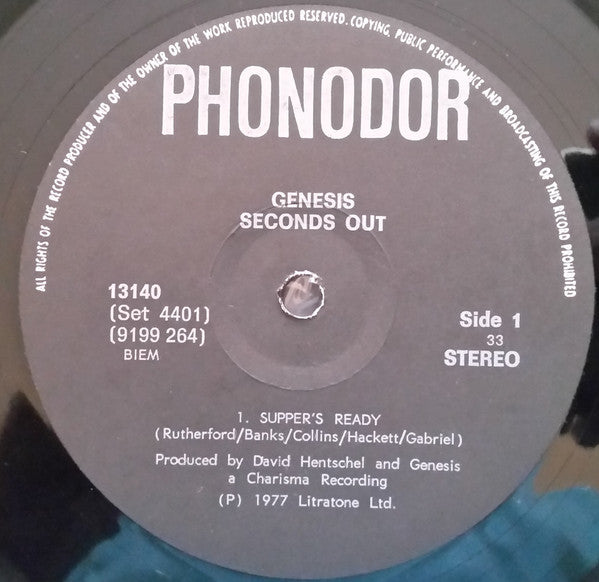 ALL RIGHTS OF THE RECORD PRODUCER AND OF THE OWNER OF THE WORK REPRODUCED RESERVED. COPYING, PUBLIC PERFORMANCE AND BROADCASTING OF THIS RECORD PROHIBITED
PHONODOR
GENESIS
SECONDS OUT
13140
(Set 4401)
(9199 264)
BIEM
Side 1
33
STEREO
1. SUPPER'S READY
(Rutherford/Banks/Collins/Hackett/Gabriel)
Produced by David Hentschel and Genesis
a Charisma Recording
(P) 1977 Litratone Ltd.